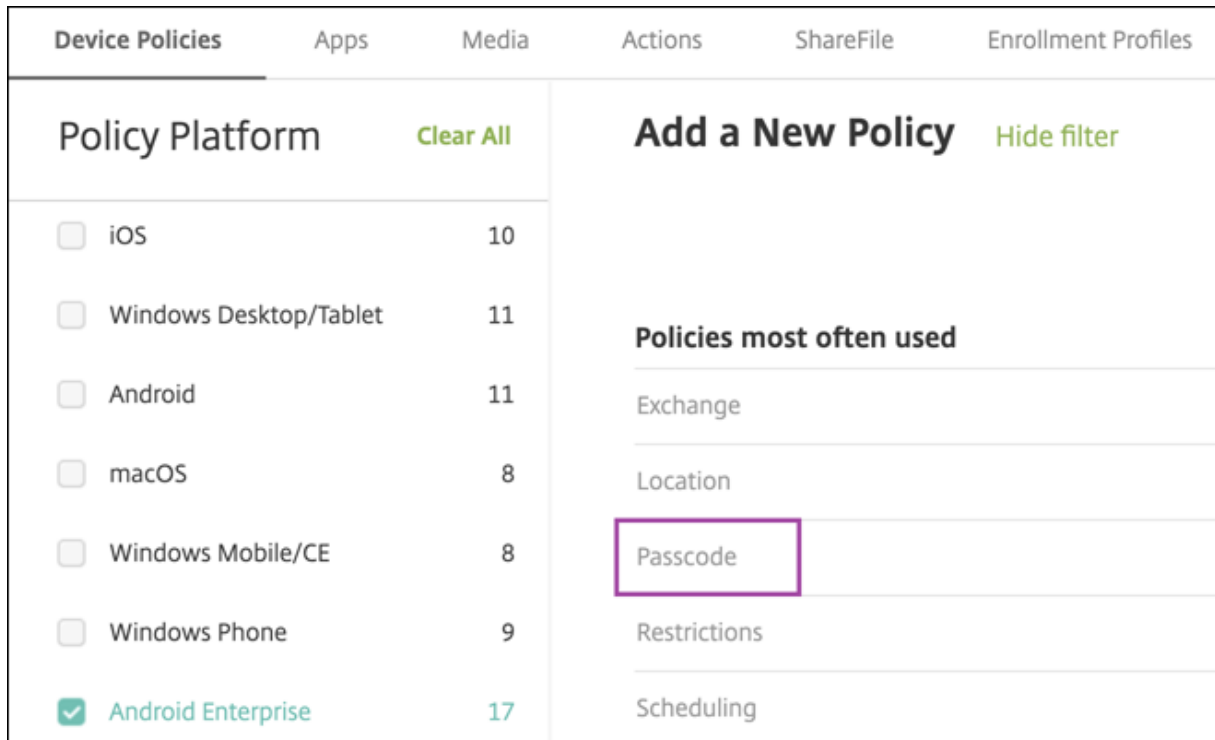 Device Policies Apps Media Actions ShareFile Enrollment Profiles
Policy Platform Clear All
iOS 10
Windows Desktop/Tablet 11
Android 11
macOS 8
Windows Mobile/CE 8
Windows Phone 9
Android Enterprise 17
Add a New Policy Hide filter
Policies most often used
Exchange
Location
Passcode
Restrictions
Scheduling